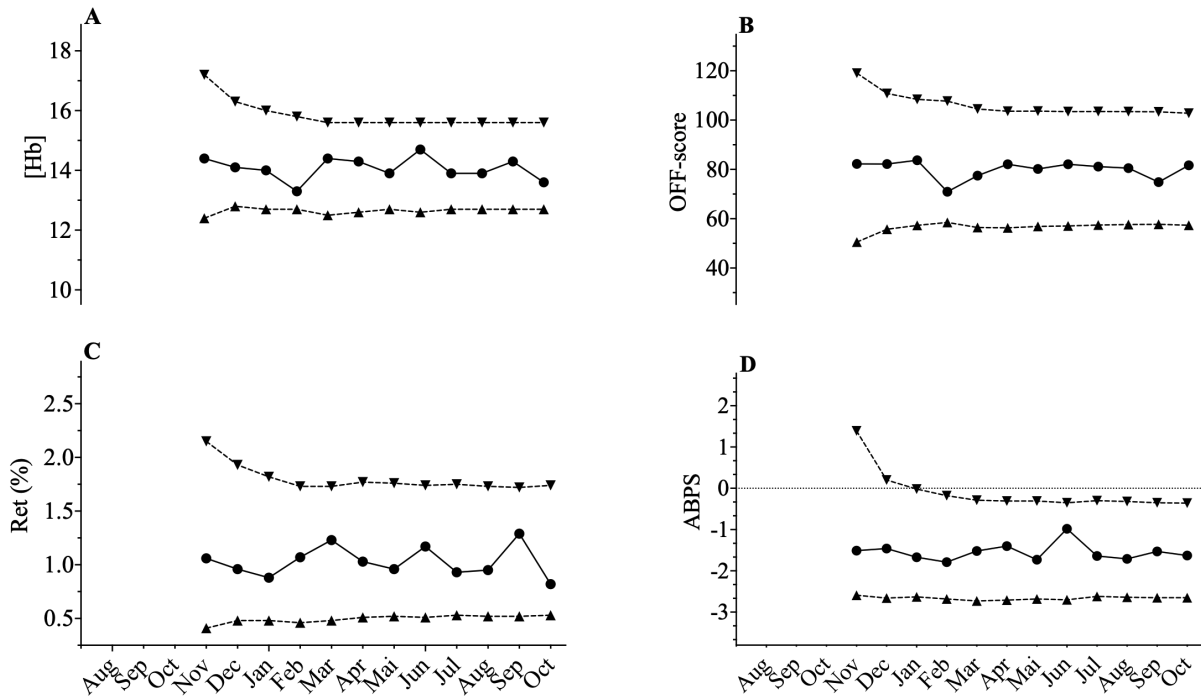 A
[Hb]
18
16
14
12
10
B
OFF-score
120
100
80
60
40
C
Ret (%)
2.5
2.0
1.5
1.0
0.5
Aug Sep Oct Nov Dec Jan Feb Mar Apr Mai Jun Jul Aug Sep Oct
D
ABPS
2
1
0
-1
-2
-3
Aug Sep Oct Nov Dec Jan Feb Mar Apr Mai Jun Jul Aug Sep Oct